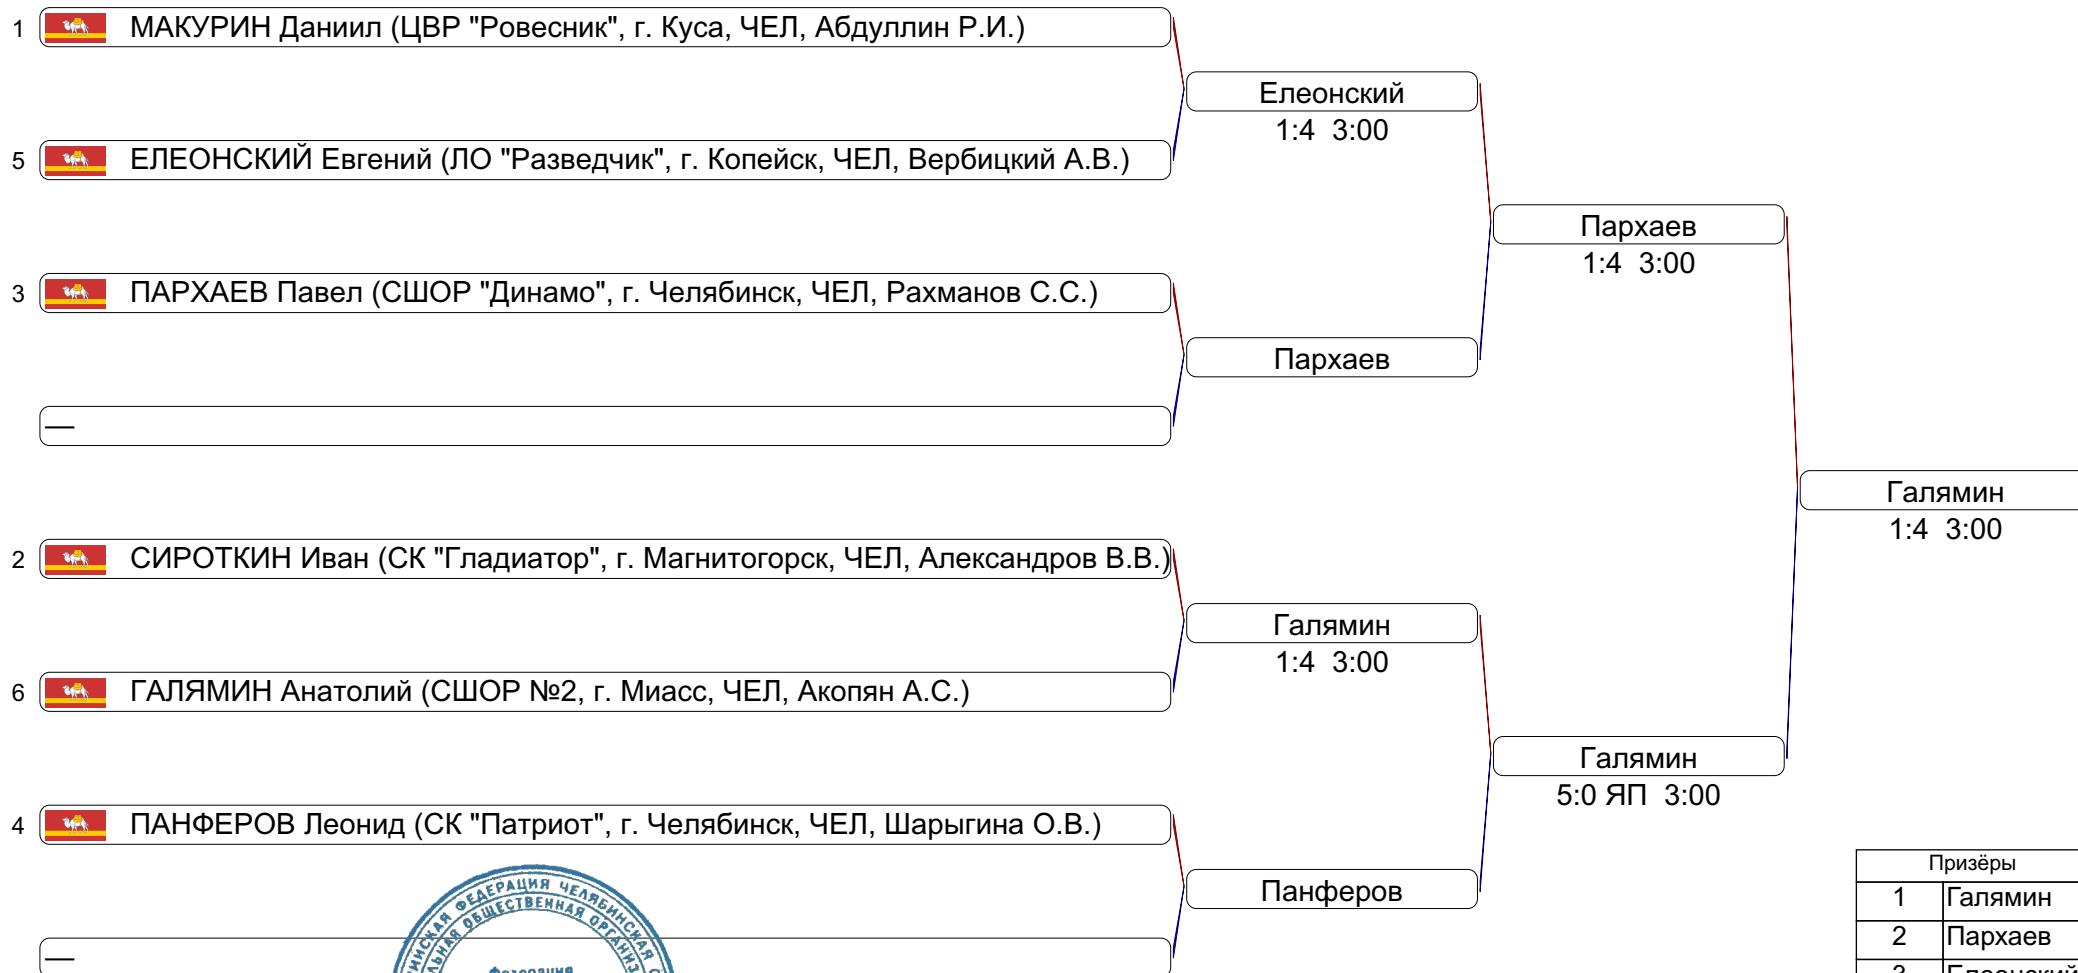 1 МАКУРИН Даниил (ЦВР "Ровесник", г. Куса, ЧЕЛ, Абдуллин Р.И.)
Елеонский
1:4 3:00
5 ЕЛЕОНСКИЙ Евгений (ЛО "Разведчик", г. Копейск, ЧЕЛ, Вербицкий А.В.)
Пархаев
1:4 3:00
3 ПАРХАЕВ Павел (СШОР "Динамо", г. Челябинск, ЧЕЛ, Рахманов С.С.)
Пархаев
—
Галямин
1:4 3:00
2 СИРОТКИН Иван (СК "Гладиатор", г. Магнитогорск, ЧЕЛ, Александров В.В.)
Галямин
1:4 3:00
6 ГАЛЯМИН Анатолий (СШОР №2, г. Миасс, ЧЕЛ, Акопян А.С.)
Галямин
5:0 ЯП 3:00
4 ПАНФЕРОВ Леонид (СК "Патриот", г. Челябинск, ЧЕЛ, Шарыгина О.В.)
Панферов
—
ФЕДЕРАЦИЯ ЧЕЛЯБИНСКАЯ
ОБЩЕСТВЕННАЯ
Федерация
Призёры
1 Галямин
2 Пархаев
3 Елеонский